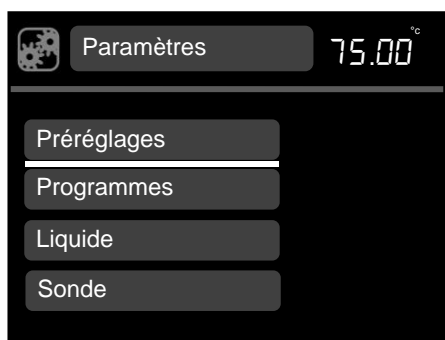 Paramètres 75.00°c
Préréglages
Programmes
Liquide
Sonde